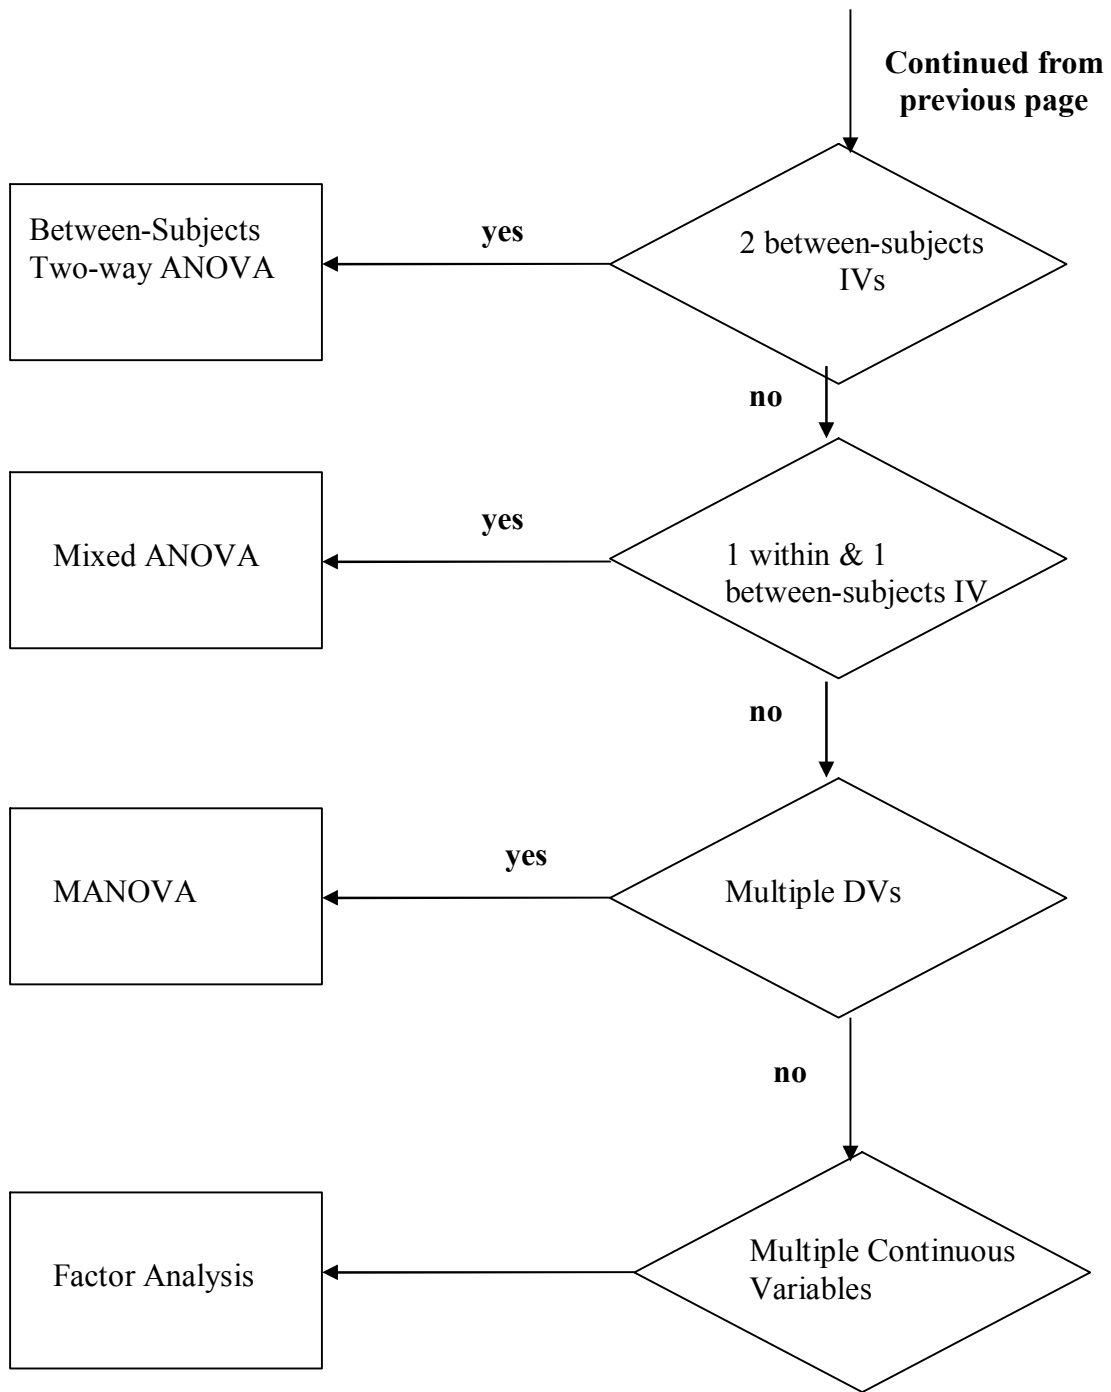 Continued from
previous page
Between-Subjects
Two-way ANOVA
yes
2 between-subjects
IVs
no
Mixed ANOVA
yes
1 within & 1
between-subjects IV
no
MANOVA
yes
Multiple DVs
no
Factor Analysis
Multiple Continuous
Variables